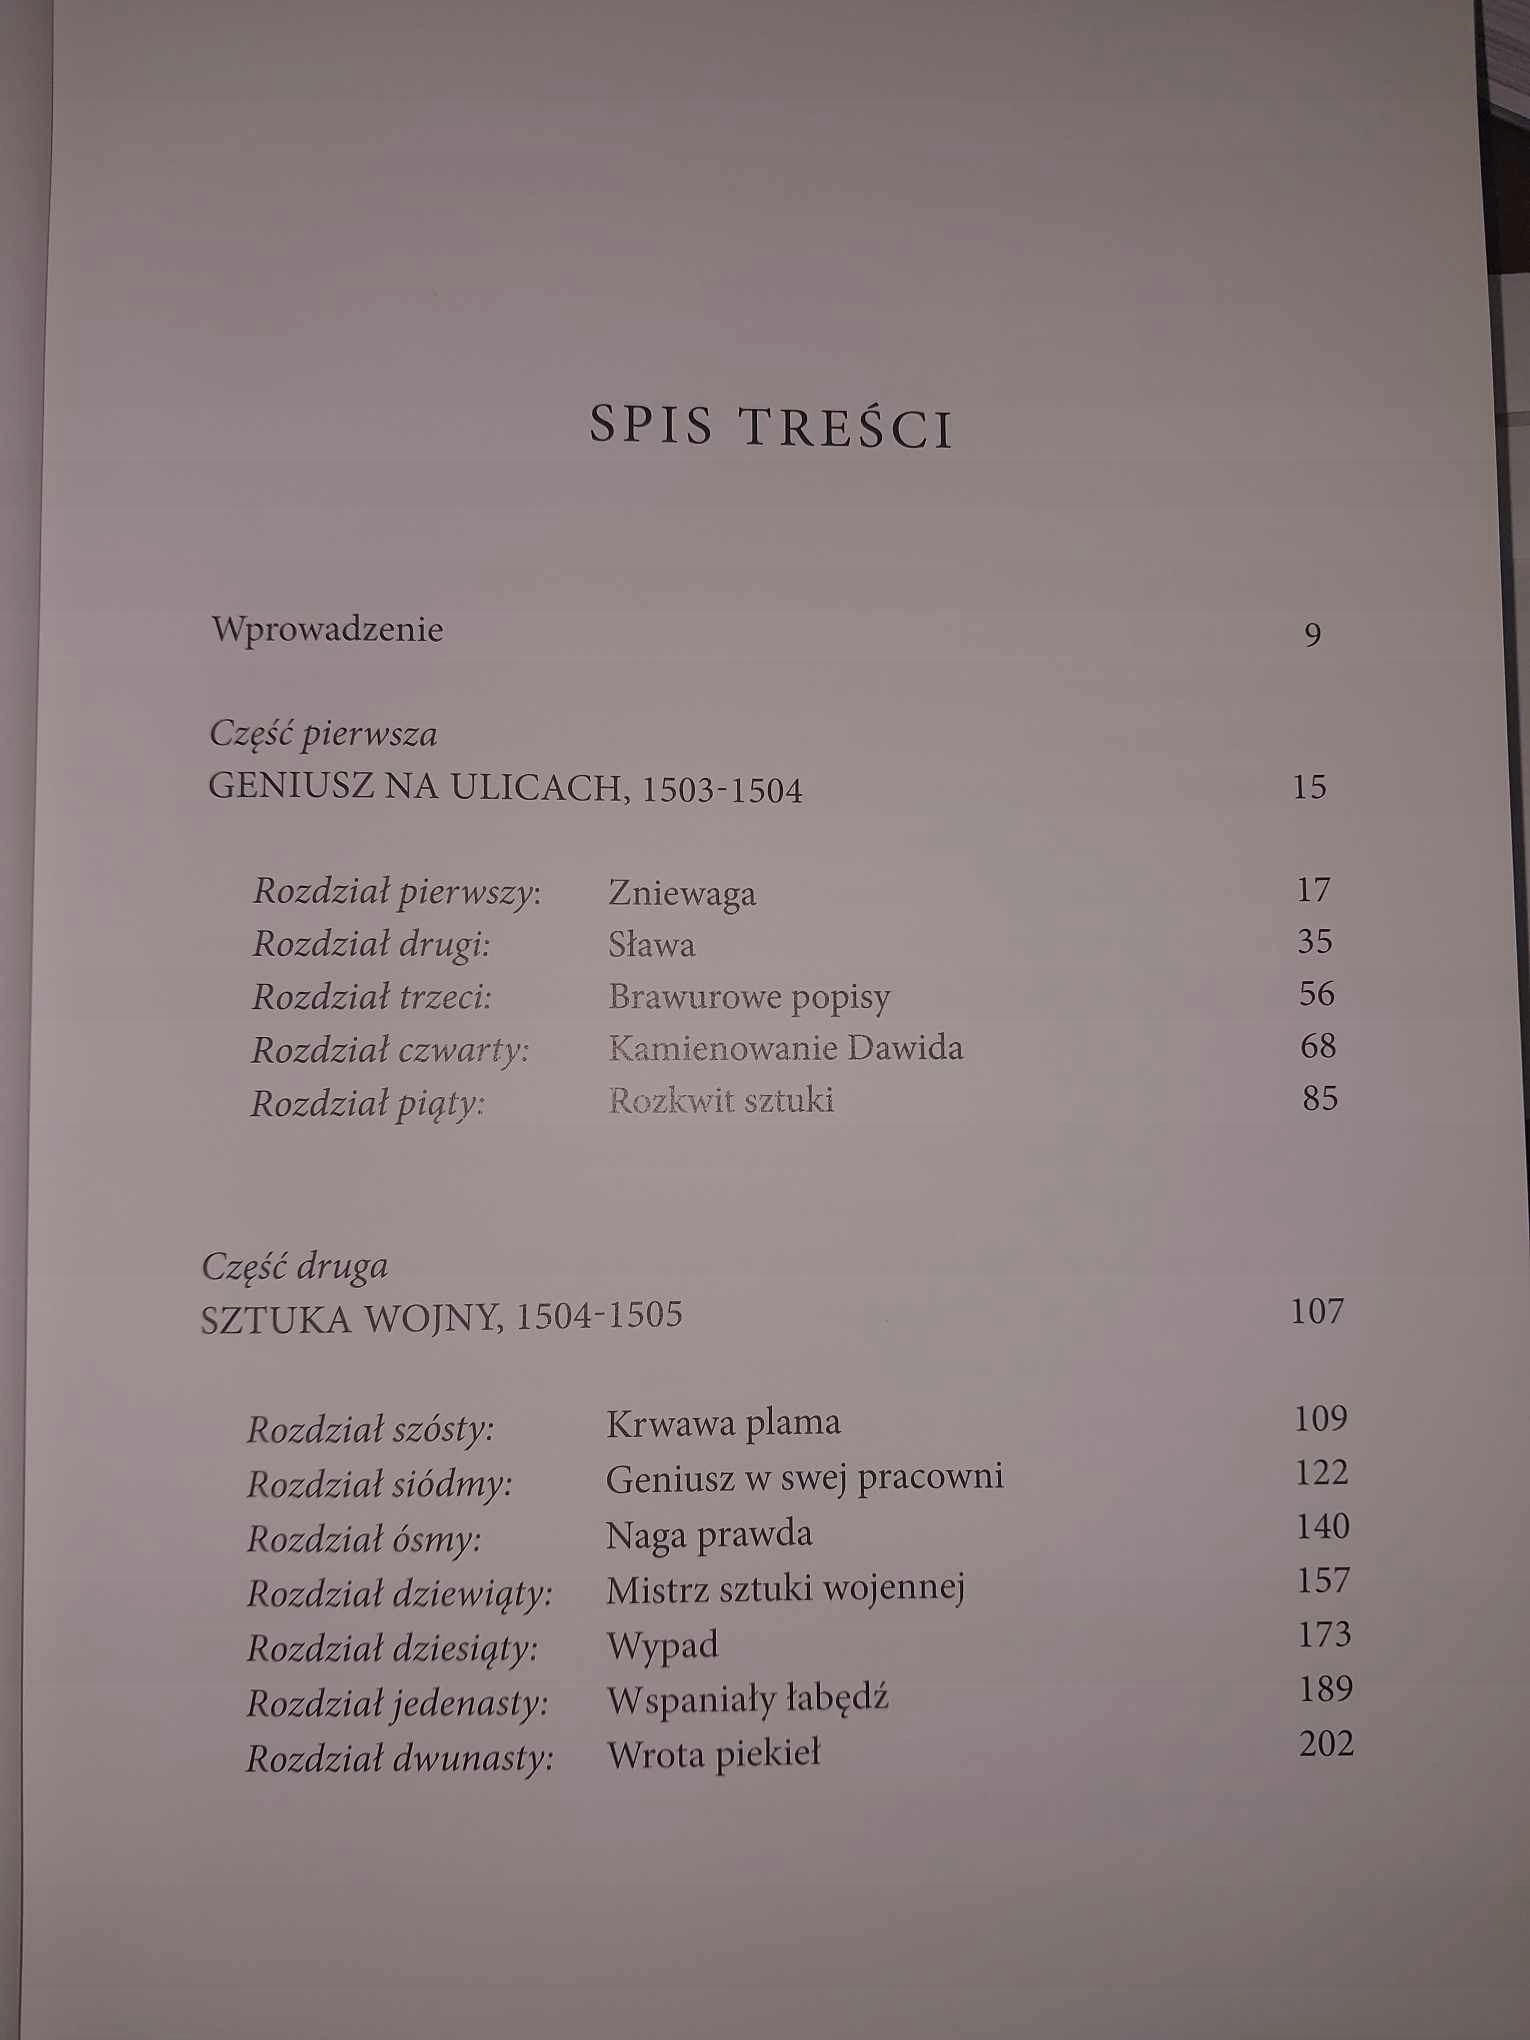 SPIS TREŚCI
Wprowadzenie 9
Część pierwsza
GENIUSZ NA ULICACH, 1503-1504 15
Rozdział pierwszy: Zniewaga 17
Rozdział drugi: Sława 35
Rozdział trzeci: Brawurowe popisy 56
Rozdział czwarty: Kamienowanie Dawida 68
Rozdział piąty: Rozkwit sztuki 85
Część druga
SZTUKA WOJNY, 1504-1505 107
Rozdział szósty: Krwawa plama 109
Rozdział siódmy: Geniusz w swej pracowni 122
Rozdział ósmy: Naga prawda 140
Rozdział dziewiąty: Mistrz sztuki wojennej 157
Rozdział dziesiąty: Wypad 173
Rozdział jedenasty: Wspaniały łabędź 189
Rozdział dwunasty: Wrota piekieł 202